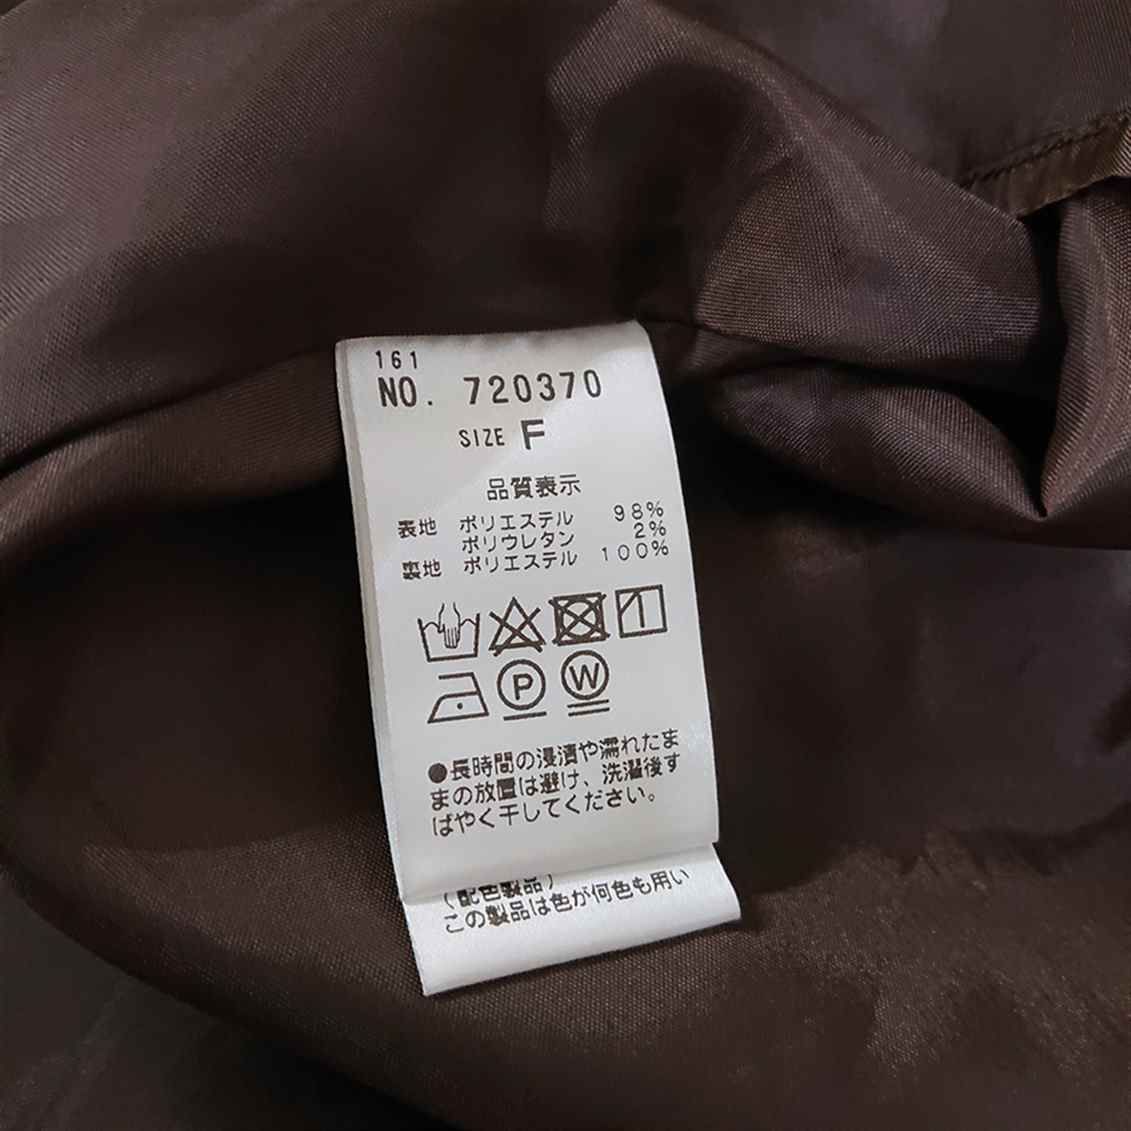 161
NO. 720370
SIZE F
品質表示
表地 ポリエステル 98%
ポリウレタン 2%
裏地 ポリエステル 100%
P W
●長時間の浸漬や濡れたま
まの放置は避け、洗濯後す
ばやく干してください。
(配色製品)
この製品は色が何色も用い